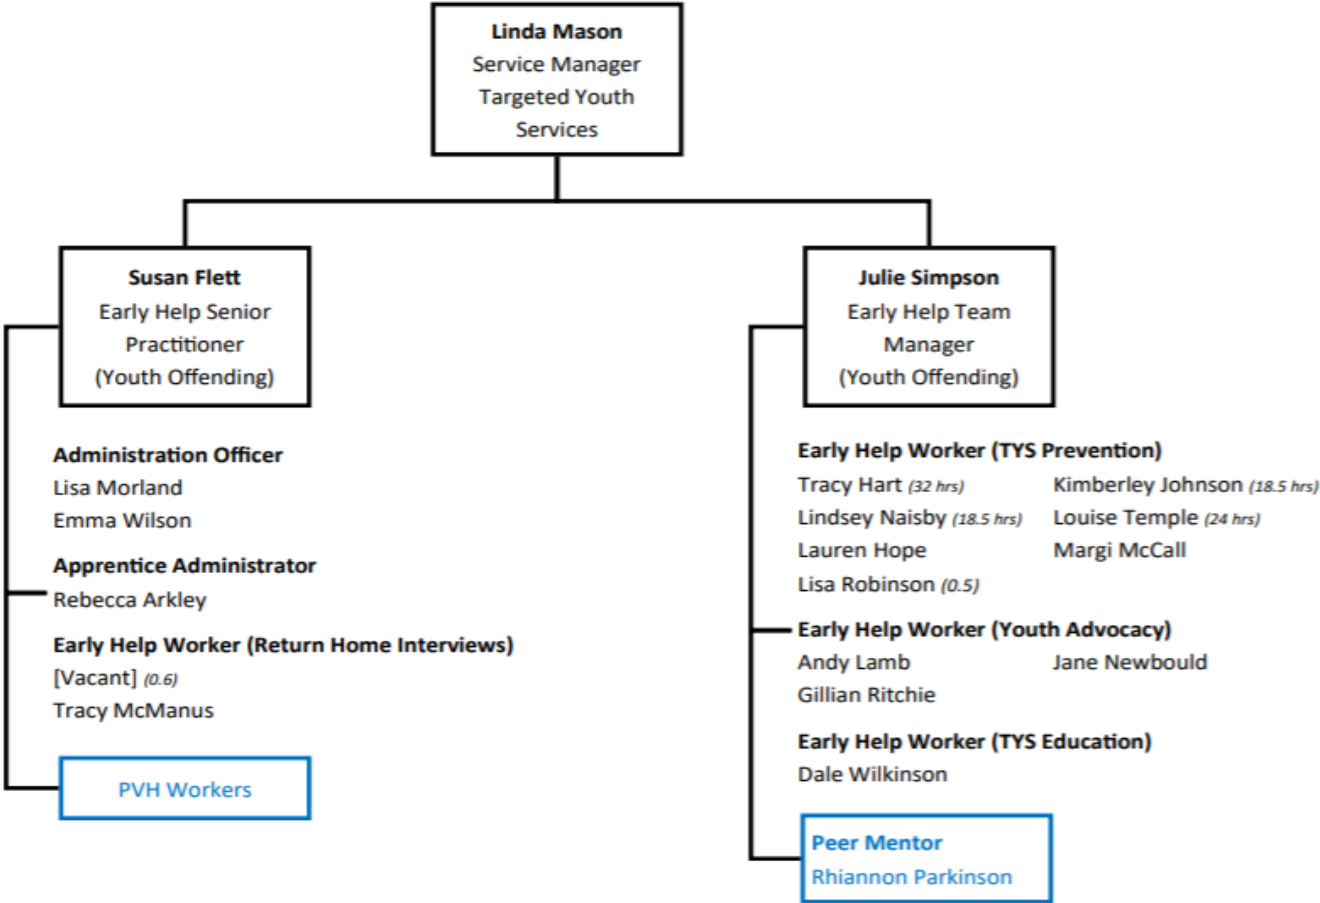 Linda Mason
Service Manager
Targeted Youth
Services
Susan Flett
Early Help Senior
Practitioner
(Youth Offending)
Administration Officer
Lisa Morland
Emma Wilson
Apprentice Administrator
Rebecca Arkley
Early Help Worker (Return Home Interviews)
[Vacant] (0.6)
Tracy McManus
PVH Workers
Julie Simpson
Early Help Team
Manager
(Youth Offending)
Early Help Worker (TYS Prevention)
Tracy Hart (32 hrs) Kimberley Johnson (18.5 hrs)
Lindsey Naisby (18.5 hrs) Louise Temple (24 hrs)
Lauren Hope Margi McCall
Lisa Robinson (0.5)
Early Help Worker (Youth Advocacy)
Andy Lamb Jane Newbould
Gillian Ritchie
Early Help Worker (TYS Education)
Dale Wilkinson
Peer Mentor
Rhiannon Parkinson